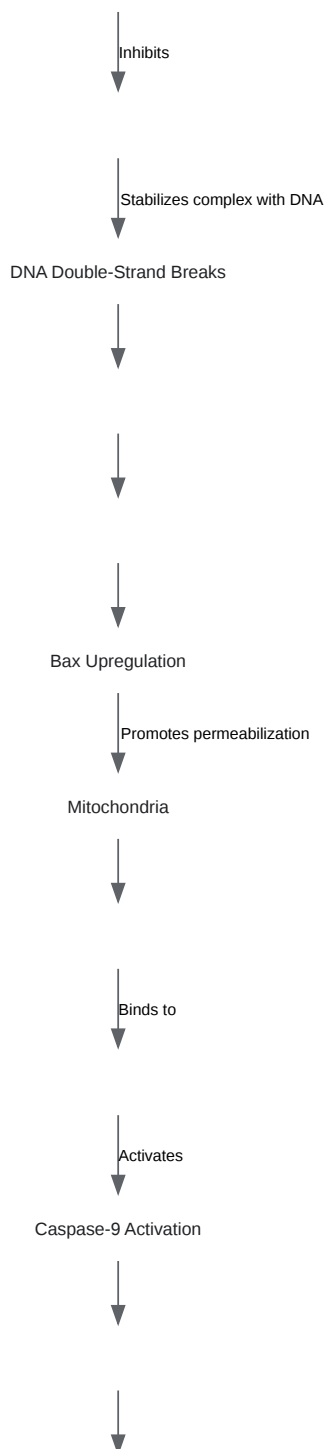 Inhibits
Stabilizes complex with DNA
DNA Double-Strand Breaks
Bax Upregulation
Promotes permeabilization
Mitochondria
Binds to
Activates
Caspase-9 Activation